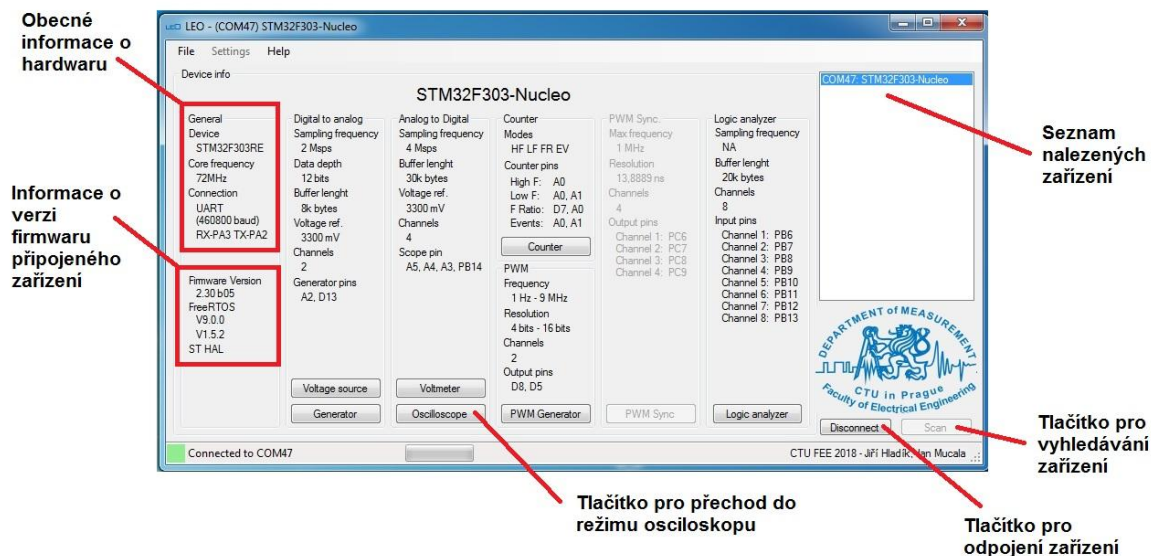 Obecné
informace o
hardwaru
Informace o
verzi
firmwaru
připojeného
zařízení
LEO - (COM47) STM32F303-Nucleo
File Settings Help
Device info
STM32F303-Nucleo
General
Device
STM32F303RE
Core frequency
72MHz
Connection
UART
(460800 baud)
RX-PA3 TX-PA2
Firmware Version
2.30 b05
FreeRTOS
V9.0.0
V1.5.2
ST HAL
Digital to analog
Sampling frequency
2 Msps
Data depth
12 bits
Buffer lenght
8k bytes
Voltage ref.
3300 mV
Channels
2
Generator pins
A2, D13
Voltage source
Generator
Analog to Digital
Sampling frequency
4 Msps
Buffer lenght
30k bytes
Voltage ref.
3300 mV
Channels
4
Scope pin
A5, A4, A3, PB14
Voltmeter
Oscilloscope
Counter
Modes
HF LF FR EV
Counter pins
High F: A0
Low F: A0, A1
F Ratio: D7, A0
Events: A0, A1
Counter
PWM
Frequency
1 Hz - 9 MHz
Resolution
4 bits - 16 bits
Channels
2
Output pins
D8, D5
PWM Generator
PWM Sync.
Max frequency
1 MHz
Resolution
13,8889 ns
Channels
4
Output pins
Channel 1: PC6
Channel 2: PC7
Channel 3: PC8
Channel 4: PC9
PWM Sync
Logic analyzer
Sampling frequency
NA
Buffer lenght
20k bytes
Channels
8
Input pins
Channel 1: PB6
Channel 2: PB7
Channel 3: PB8
Channel 4: PB9
Channel 5: PB10
Channel 6: PB11
Channel 7: PB12
Channel 8: PB13
Logic analyzer
COM47: STM32F303-Nucleo
DEPARTMENT of MEASUREMENT
CTU in Prague
Faculty of Electrical Engineering
Disconnect Scan
Connected to COM47
CTU FEE 2018 - Jiří Hladík, Jan Mucala
Seznam
nalezených
zařízení
Tlačítko pro
vyhledávání
zařízení
Tlačítko pro přechod do
režimu osciloskopu
Tlačítko pro
odpojení zařízení